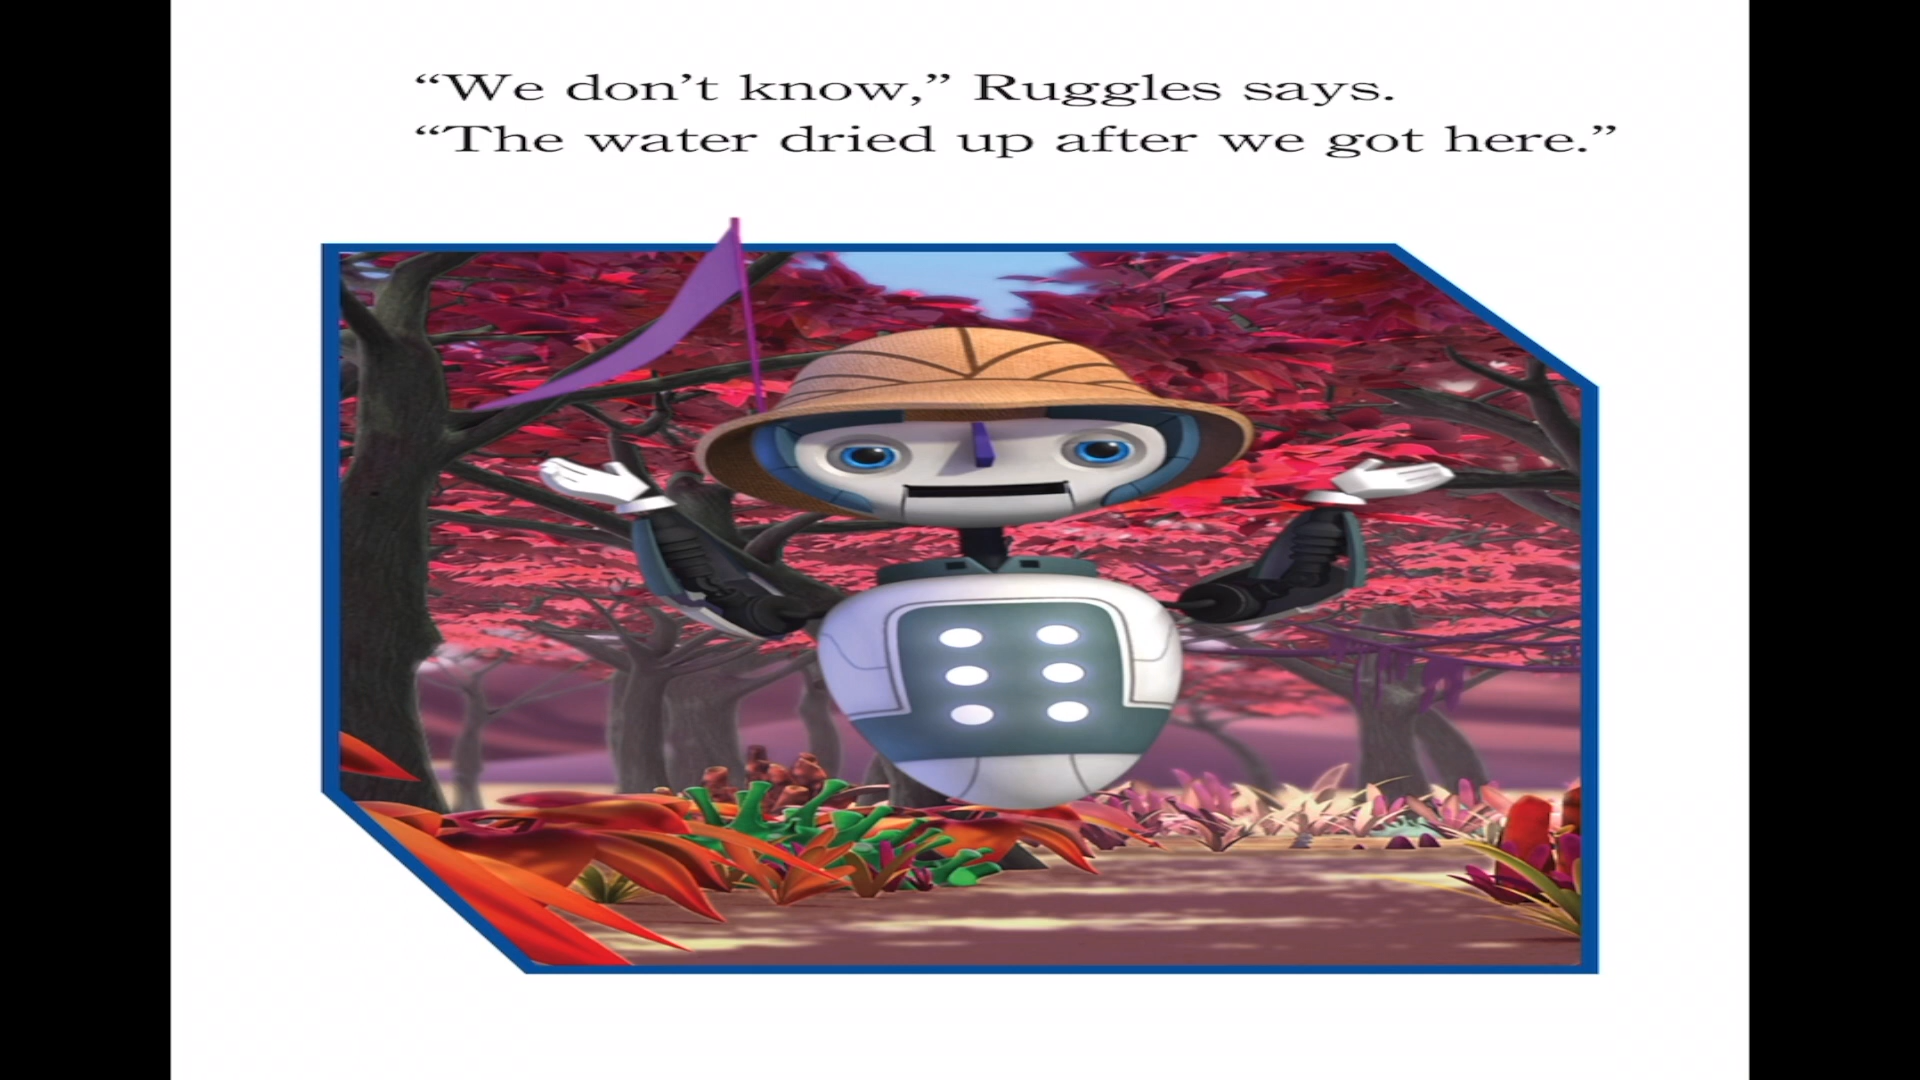 “We don’t know,” Ruggles says.
“The water dried up after we got here.”